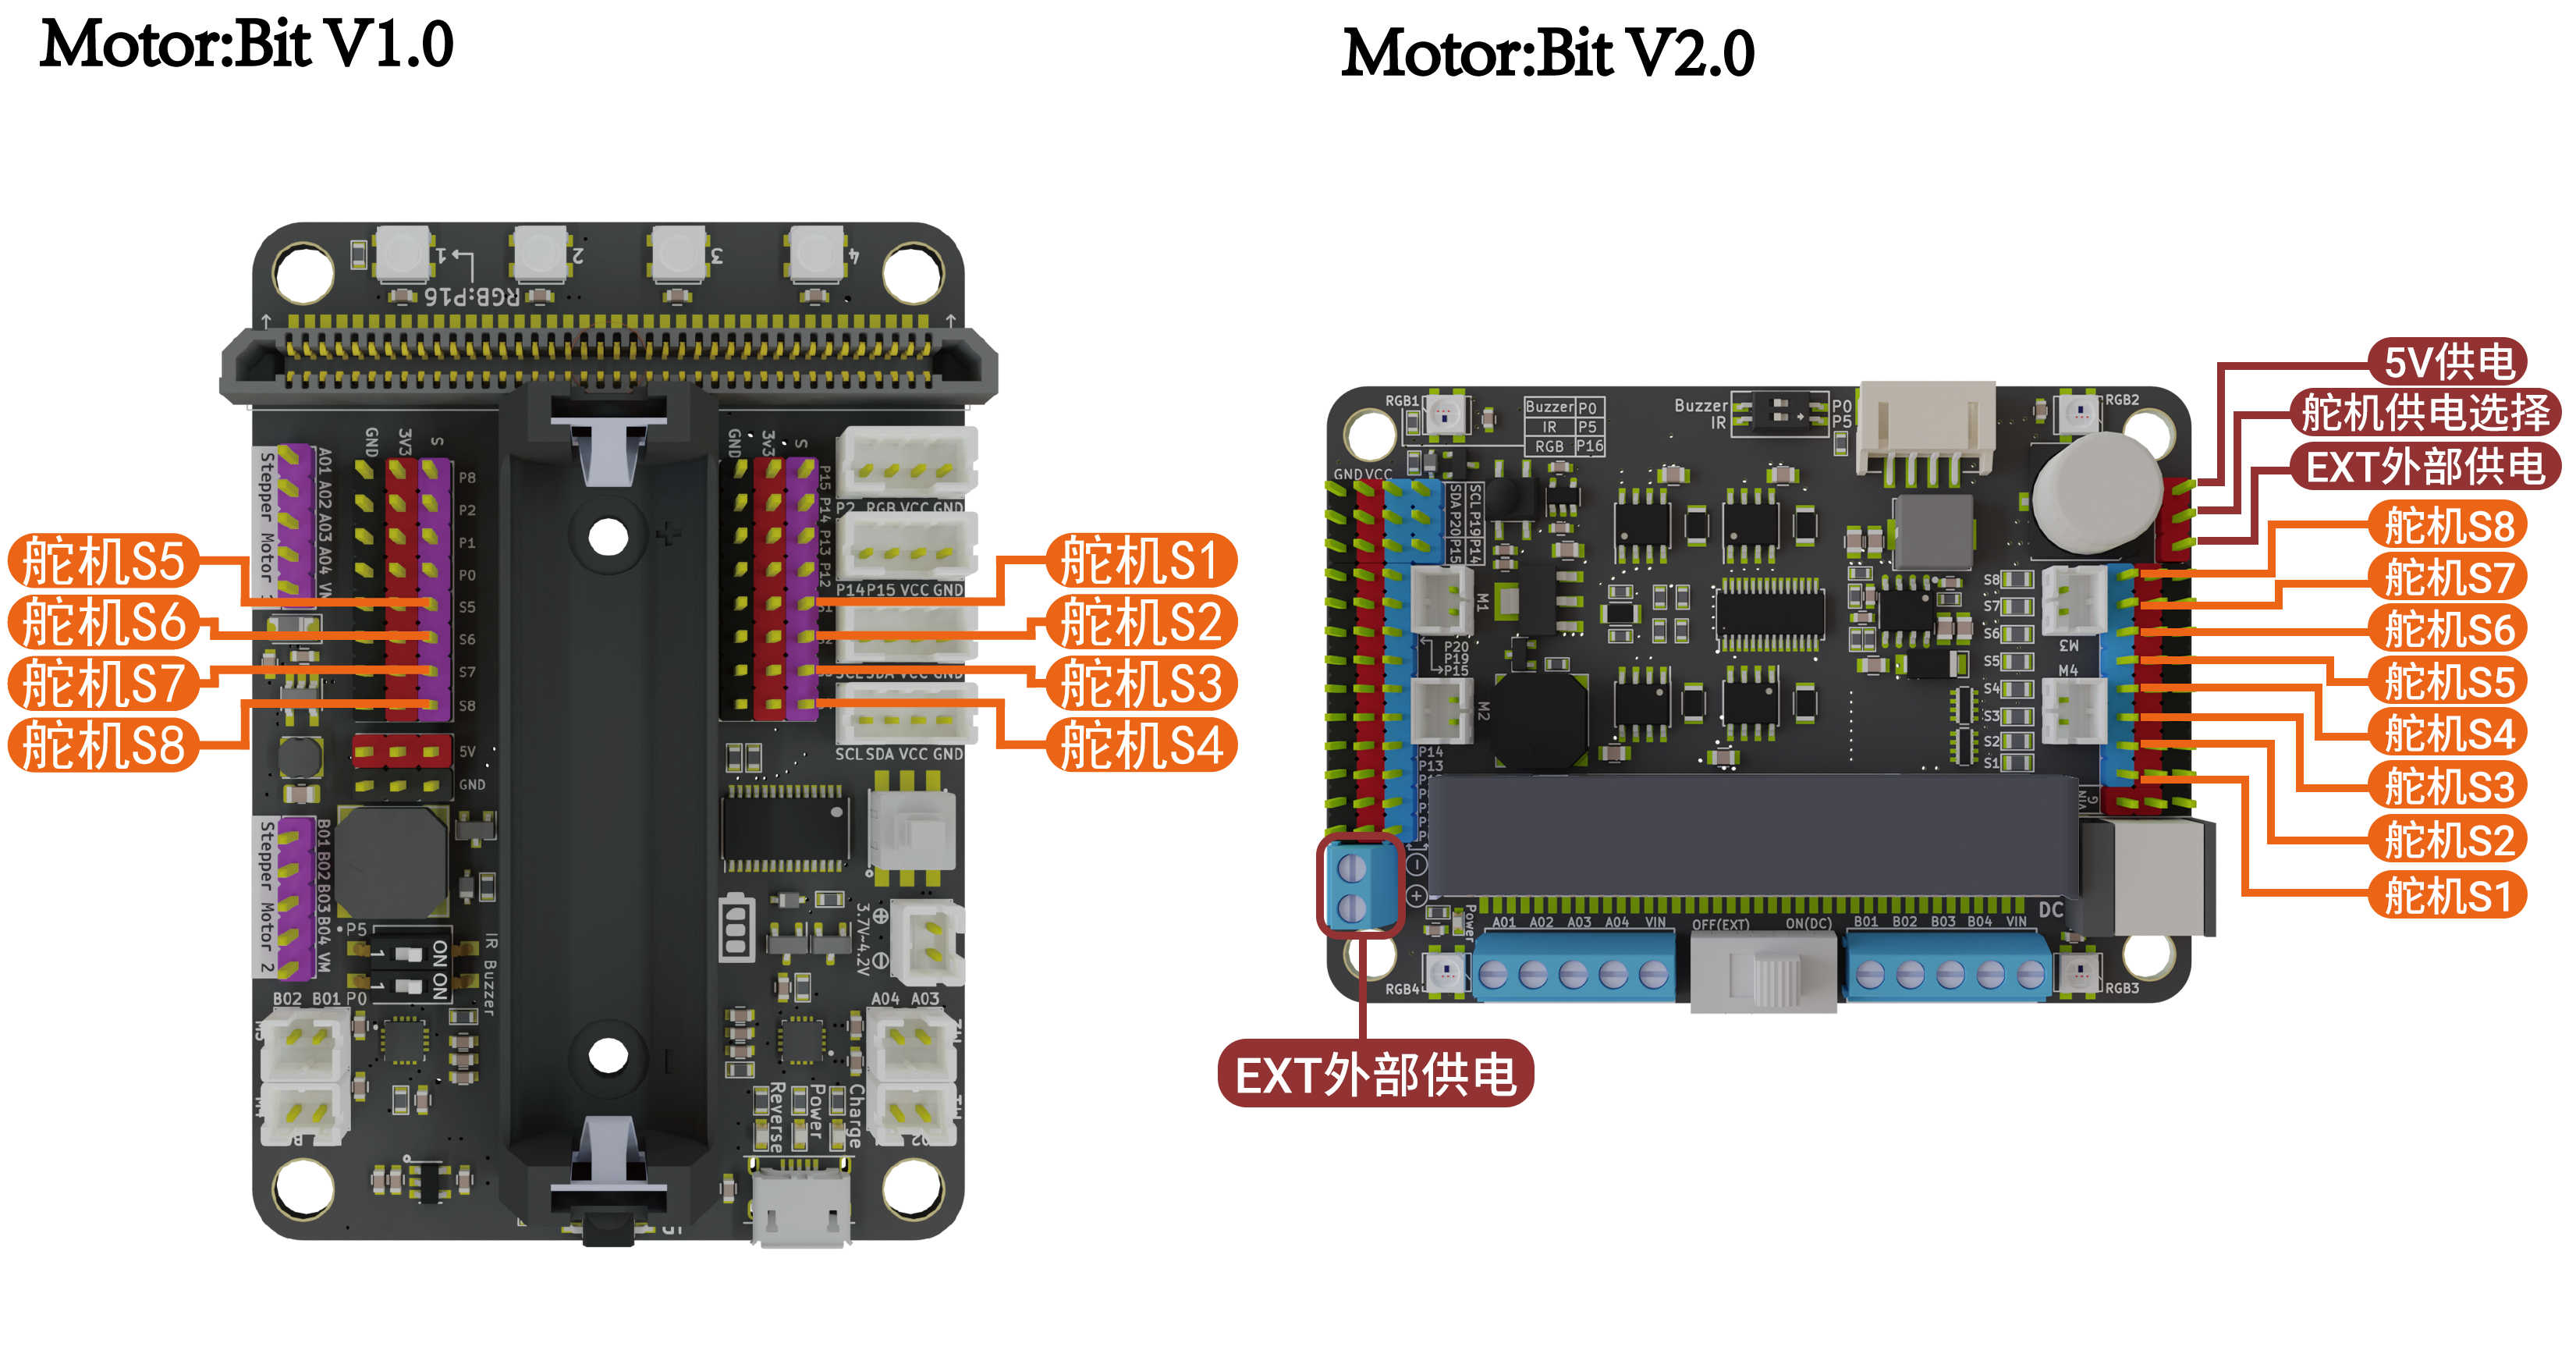 Motor:Bit V1.0
1
2
3
4
RGB:P16
Stepper Motor
A01 A02 A03 A04
GND
3V3
S
P8
P2
P1
P0
S5
S6
S7
S8
5V
GND
GND
3V3
S
P15 P14 P13 P12
P2 RGB VCC GND
P14 P15 VCC GND
SCL SDA VCC GND
舵机S5
舵机S6
舵机S7
舵机S8
舵机S1
舵机S2
舵机S3
舵机S4
Stepper Motor 2
B01 B02 B03 B04 VM
P5
P0
1 ON
1 ON
IR Buzzer
3.7V~4.2V
B02 B01
A04 A03
Reverse
Power
Charge
Motor:Bit V2.0
RGB1
Buzzer P0
IR P5
RGB P16
Buzzer
IR
P0
P5
RGB2
GND VCC
SCL P19 P14
SDA P20 P15
M1
P20
P19
P15
M2
P14
P13
S8
S7
S6
S5
S4
S3
S2
S1
M3
M4
VIN
G
DC
Power
A01 A02 A03 A04 VIN
OFF(EXT) ON(DC)
B01 B02 B03 B04 VIN
RGB4
RGB3
5V供电
舵机供电选择
EXT外部供电
舵机S8
舵机S7
舵机S6
舵机S5
舵机S4
舵机S3
舵机S2
舵机S1
EXT外部供电